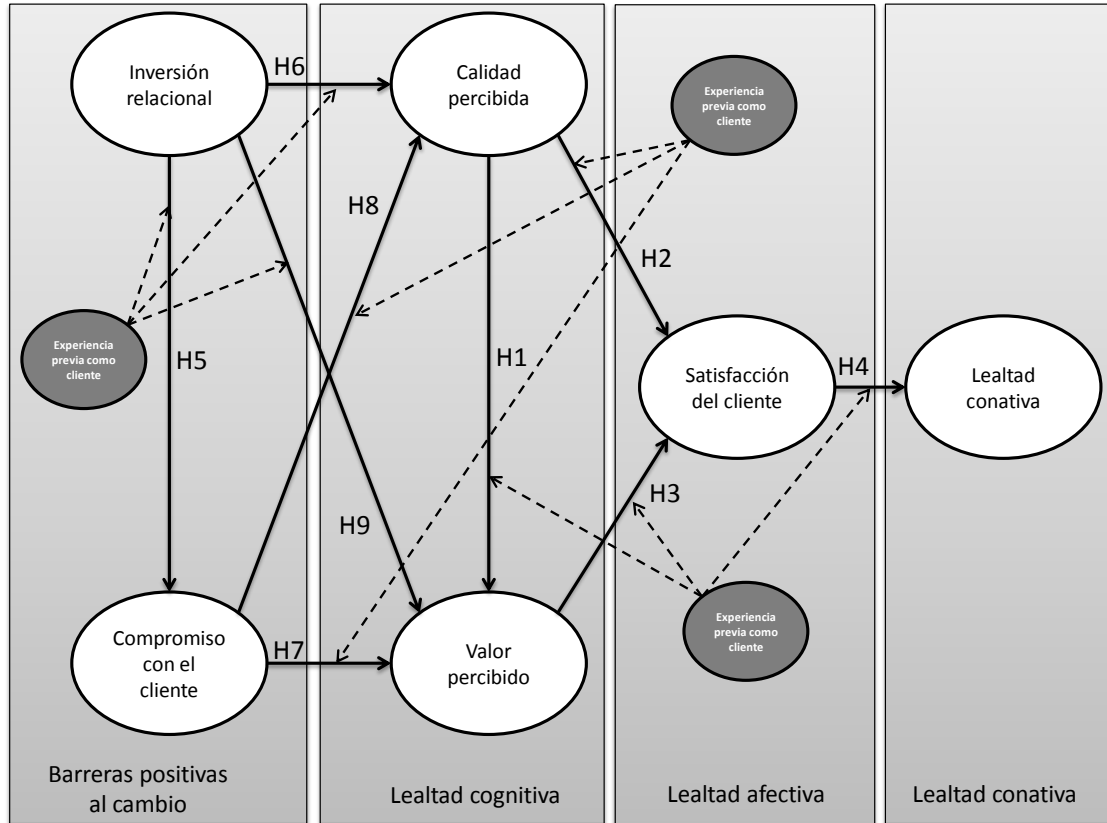 Inversión
relacional
H6
Calidad
percibida
Experiencia
previa como
cliente
H8
H2
Experiencia
previa como
cliente
H5
H1
Satisfacción
del cliente
H4
Lealtad
conativa
H9
H3
Compromiso
con el
cliente
H7
Valor
percibido
Experiencia
previa como
cliente
Barreras positivas
al cambio
Lealtad cognitiva
Lealtad afectiva
Lealtad conativa